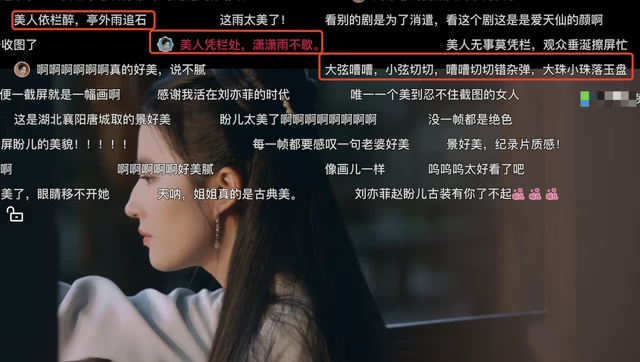 美人依栏醉，亭外雨追石
这雨太美了！
看别的剧是为了消遣，看这个剧这是是爱天仙的颜啊
收图了
美人凭栏处，潇潇雨不歇。
美人无事莫凭栏，观众垂涎擦屏忙
啊啊啊啊啊啊真的好美，说不腻
大弦嘈嘈，小弦切切，嘈嘈切切错杂弹，大珠小珠落玉盘
便一截屏就是一幅画啊
感谢我活在刘亦菲的时代
唯一一个美到忍不住截图的女人
这是湖北襄阳唐城取的景好美
盼儿太美了啊啊啊啊啊啊啊啊
没一帧都是绝色
屏盼儿的美貌！！！！！
每一帧都要感叹一句老婆好美
景好美，纪录片质感！
啊
啊啊啊啊啊好美腻
像画儿一样
呜呜呜太好看了吧
美了，眼睛移不开她
天呐，姐姐真的是古典美。
刘亦菲赵盼儿古装有你了不起